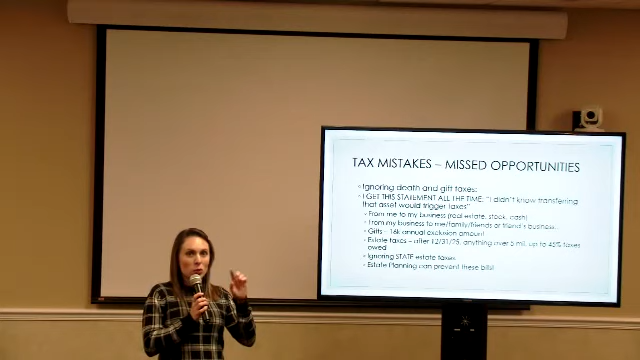 TAX MISTAKES – MISSED OPPORTUNITIES
Ignoring death and gift taxes:
I GET THIS STATEMENT ALL THE TIME, "I didn't know transferring
that asset would trigger taxes"
From me to my business (real estate, stock, cash)
From my business to me/family/friends or friend's business…
Gifts – 16k annual exclusion amount
Estate taxes – after 12/31/25, anything over 5 mil, up to 45% taxes
owed
Ignoring STATE estate taxes
Estate Planning can prevent these bills!